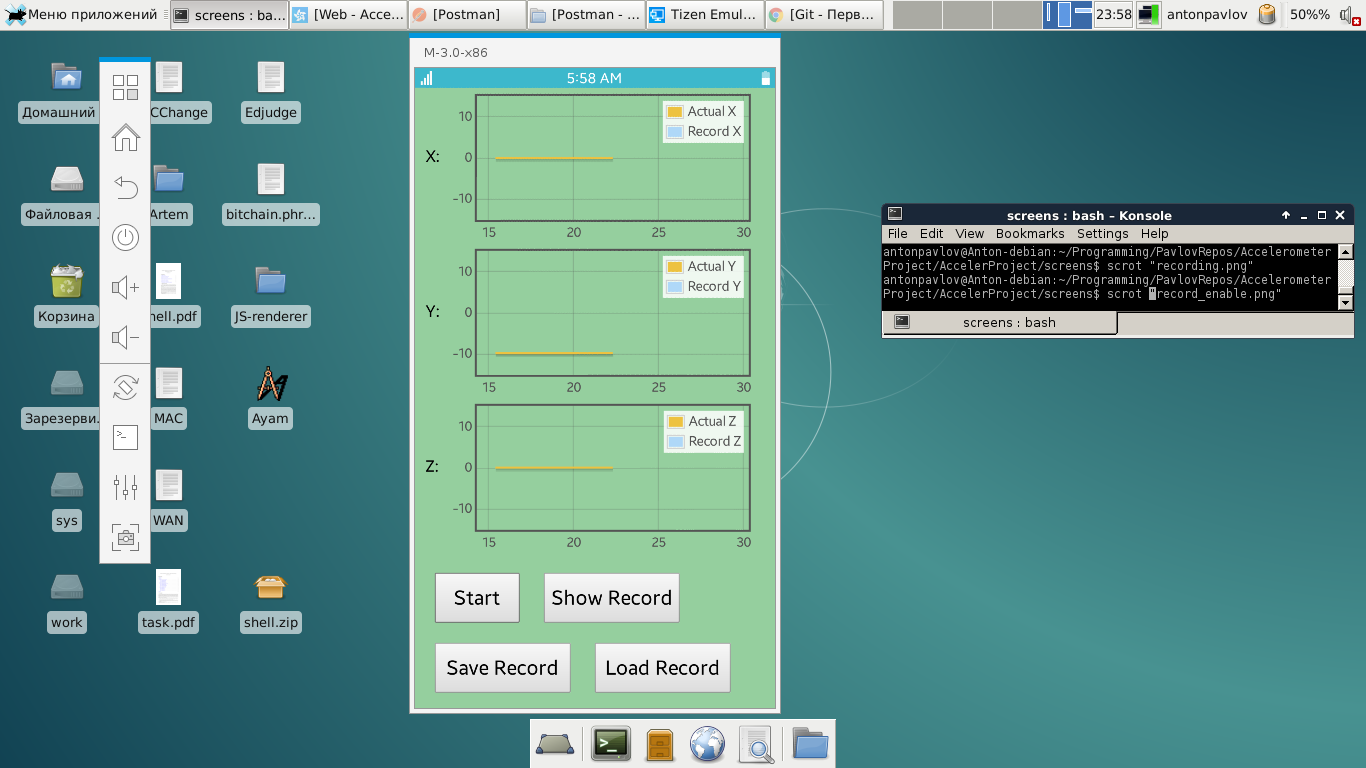 Меню приложений
screens : ba...
[Web - Acce...
[Postman]
[Postman - ...
Tizen Emul...
[Git - Перв...
23:58
antonpavlov
50%%
Домашний
CChange
Edjudge
Файловая .
Artem
bitchain.phr...
Корзина
hell.pdf
JS-renderer
Зарезерви.
MAC
Ayam
sys
WAN
work
task.pdf
shell.zip
M-3.0-x86
5:58 AM
X:
10
0
-10
15 20 25 30
Actual X
Record X
Y:
10
0
-10
15 20 25 30
Actual Y
Record Y
Z:
10
0
-10
15 20 25 30
Actual Z
Record Z
Start
Show Record
Save Record
Load Record
screens : bash – Konsole
File Edit View Bookmarks Settings Help
antonpavlov@Anton-debian:~/Programming/PavlovRepos/Accelerometer
Project/AccelerProject/screens$ scrot "recording.png"
antonpavlov@Anton-debian:~/Programming/PavlovRepos/Accelerometer
Project/AccelerProject/screens$ scrot "record_enable.png"
screens : bash